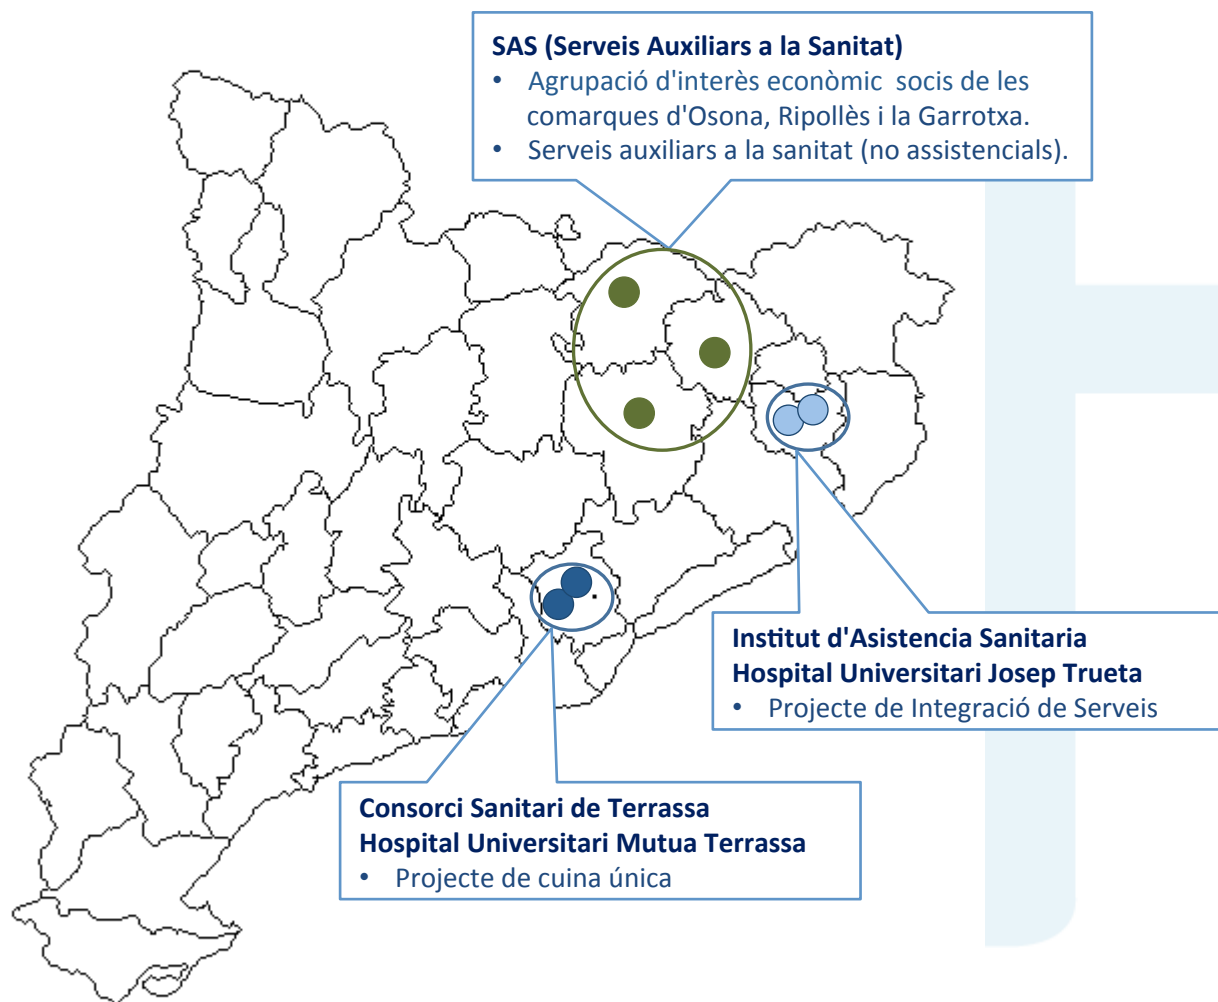 SAS (Serveis Auxiliars a la Sanitat)
• Agrupació d'interès econòmic socis de les
comarques d'Osona, Ripollès i la Garrotxa.
• Serveis auxiliars a la sanitat (no assistencials).
Institut d'Asistencia Sanitaria
Hospital Universitari Josep Trueta
• Projecte de Integració de Serveis
Consorci Sanitari de Terrassa
Hospital Universitari Mutua Terrassa
• Projecte de cuina única